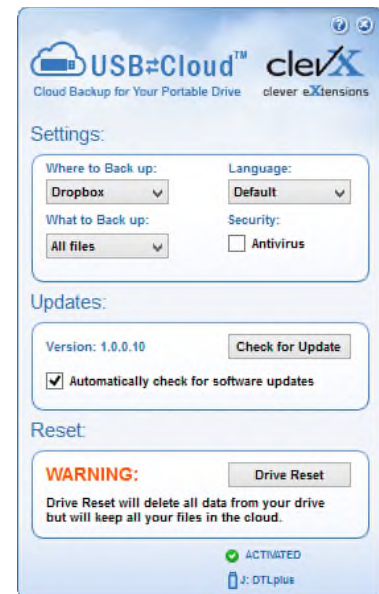 USB⇄Cloud™
Cloud Backup for Your Portable Drive
clevX
clever eXtensions
Settings:
Where to Back up:
Language:
Dropbox
Default
What to Back up:
Security:
All files
Antivirus
Updates:
Version: 1.0.0.10
Check for Update
Automatically check for software updates
Reset:
WARNING:
Drive Reset
Drive Reset will delete all data from your drive
but will keep all your files in the cloud.
ACTIVATED
J: DTLplus